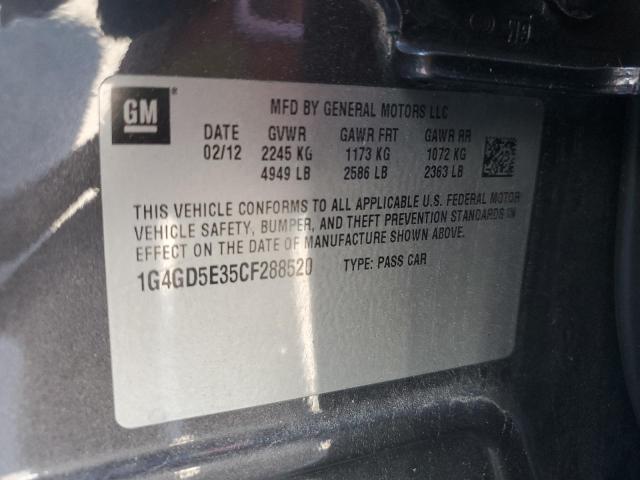 GM
MFD BY GENERAL MOTORS LLC
DATE GVWR GAWR FRT GAWR RR
02/12 2245 KG 1173 KG 1072 KG
4949 LB 2586 LB 2363 LB
THIS VEHICLE CONFORMS TO ALL APPLICABLE U.S. FEDERAL MOTOR
VEHICLE SAFETY, BUMPER, AND THEFT PREVENTION STANDARDS IN
EFFECT ON THE DATE OF MANUFACTURE SHOWN ABOVE.
1G4GD5E35CF288520 TYPE: PASS CAR